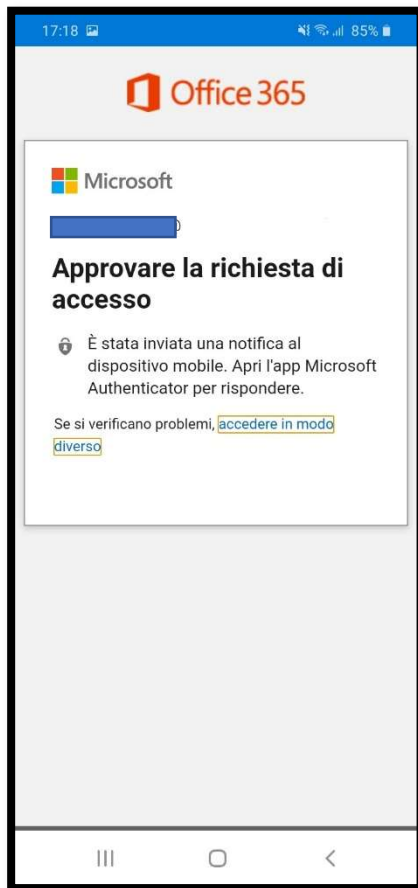 17:18 85%
Office 365
Microsoft
Approvare la richiesta di
accesso
È stata inviata una notifica al
dispositivo mobile. Apri l'app Microsoft
Authenticator per rispondere.
Se si verificano problemi, accedere in modo
diverso